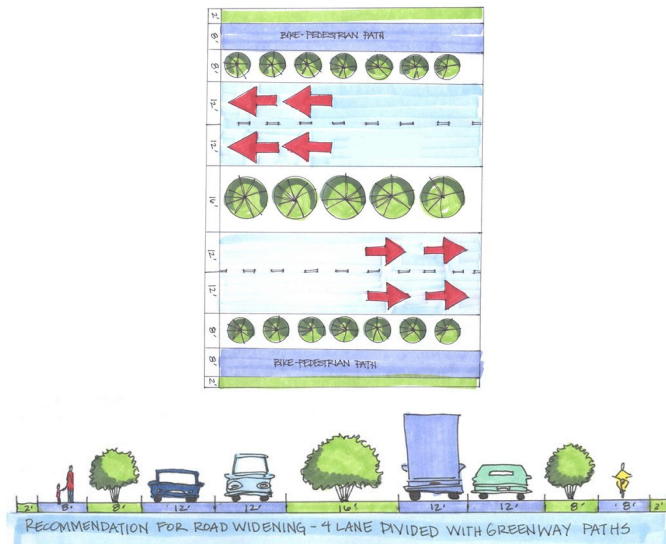 2'
8'
BIKE-PEDESTRIAN PATH
8'
12'
12'
16'
12'
12'
8'
8'
BIKE-PEDESTRIAN PATH
2'
2' 8' 8' 12' 12' 16' 12' 12' 8' 8' 2'
RECOMMENDATION FOR ROAD WIDENING - 4 LANE DIVIDED WITH GREENWAY PATHS